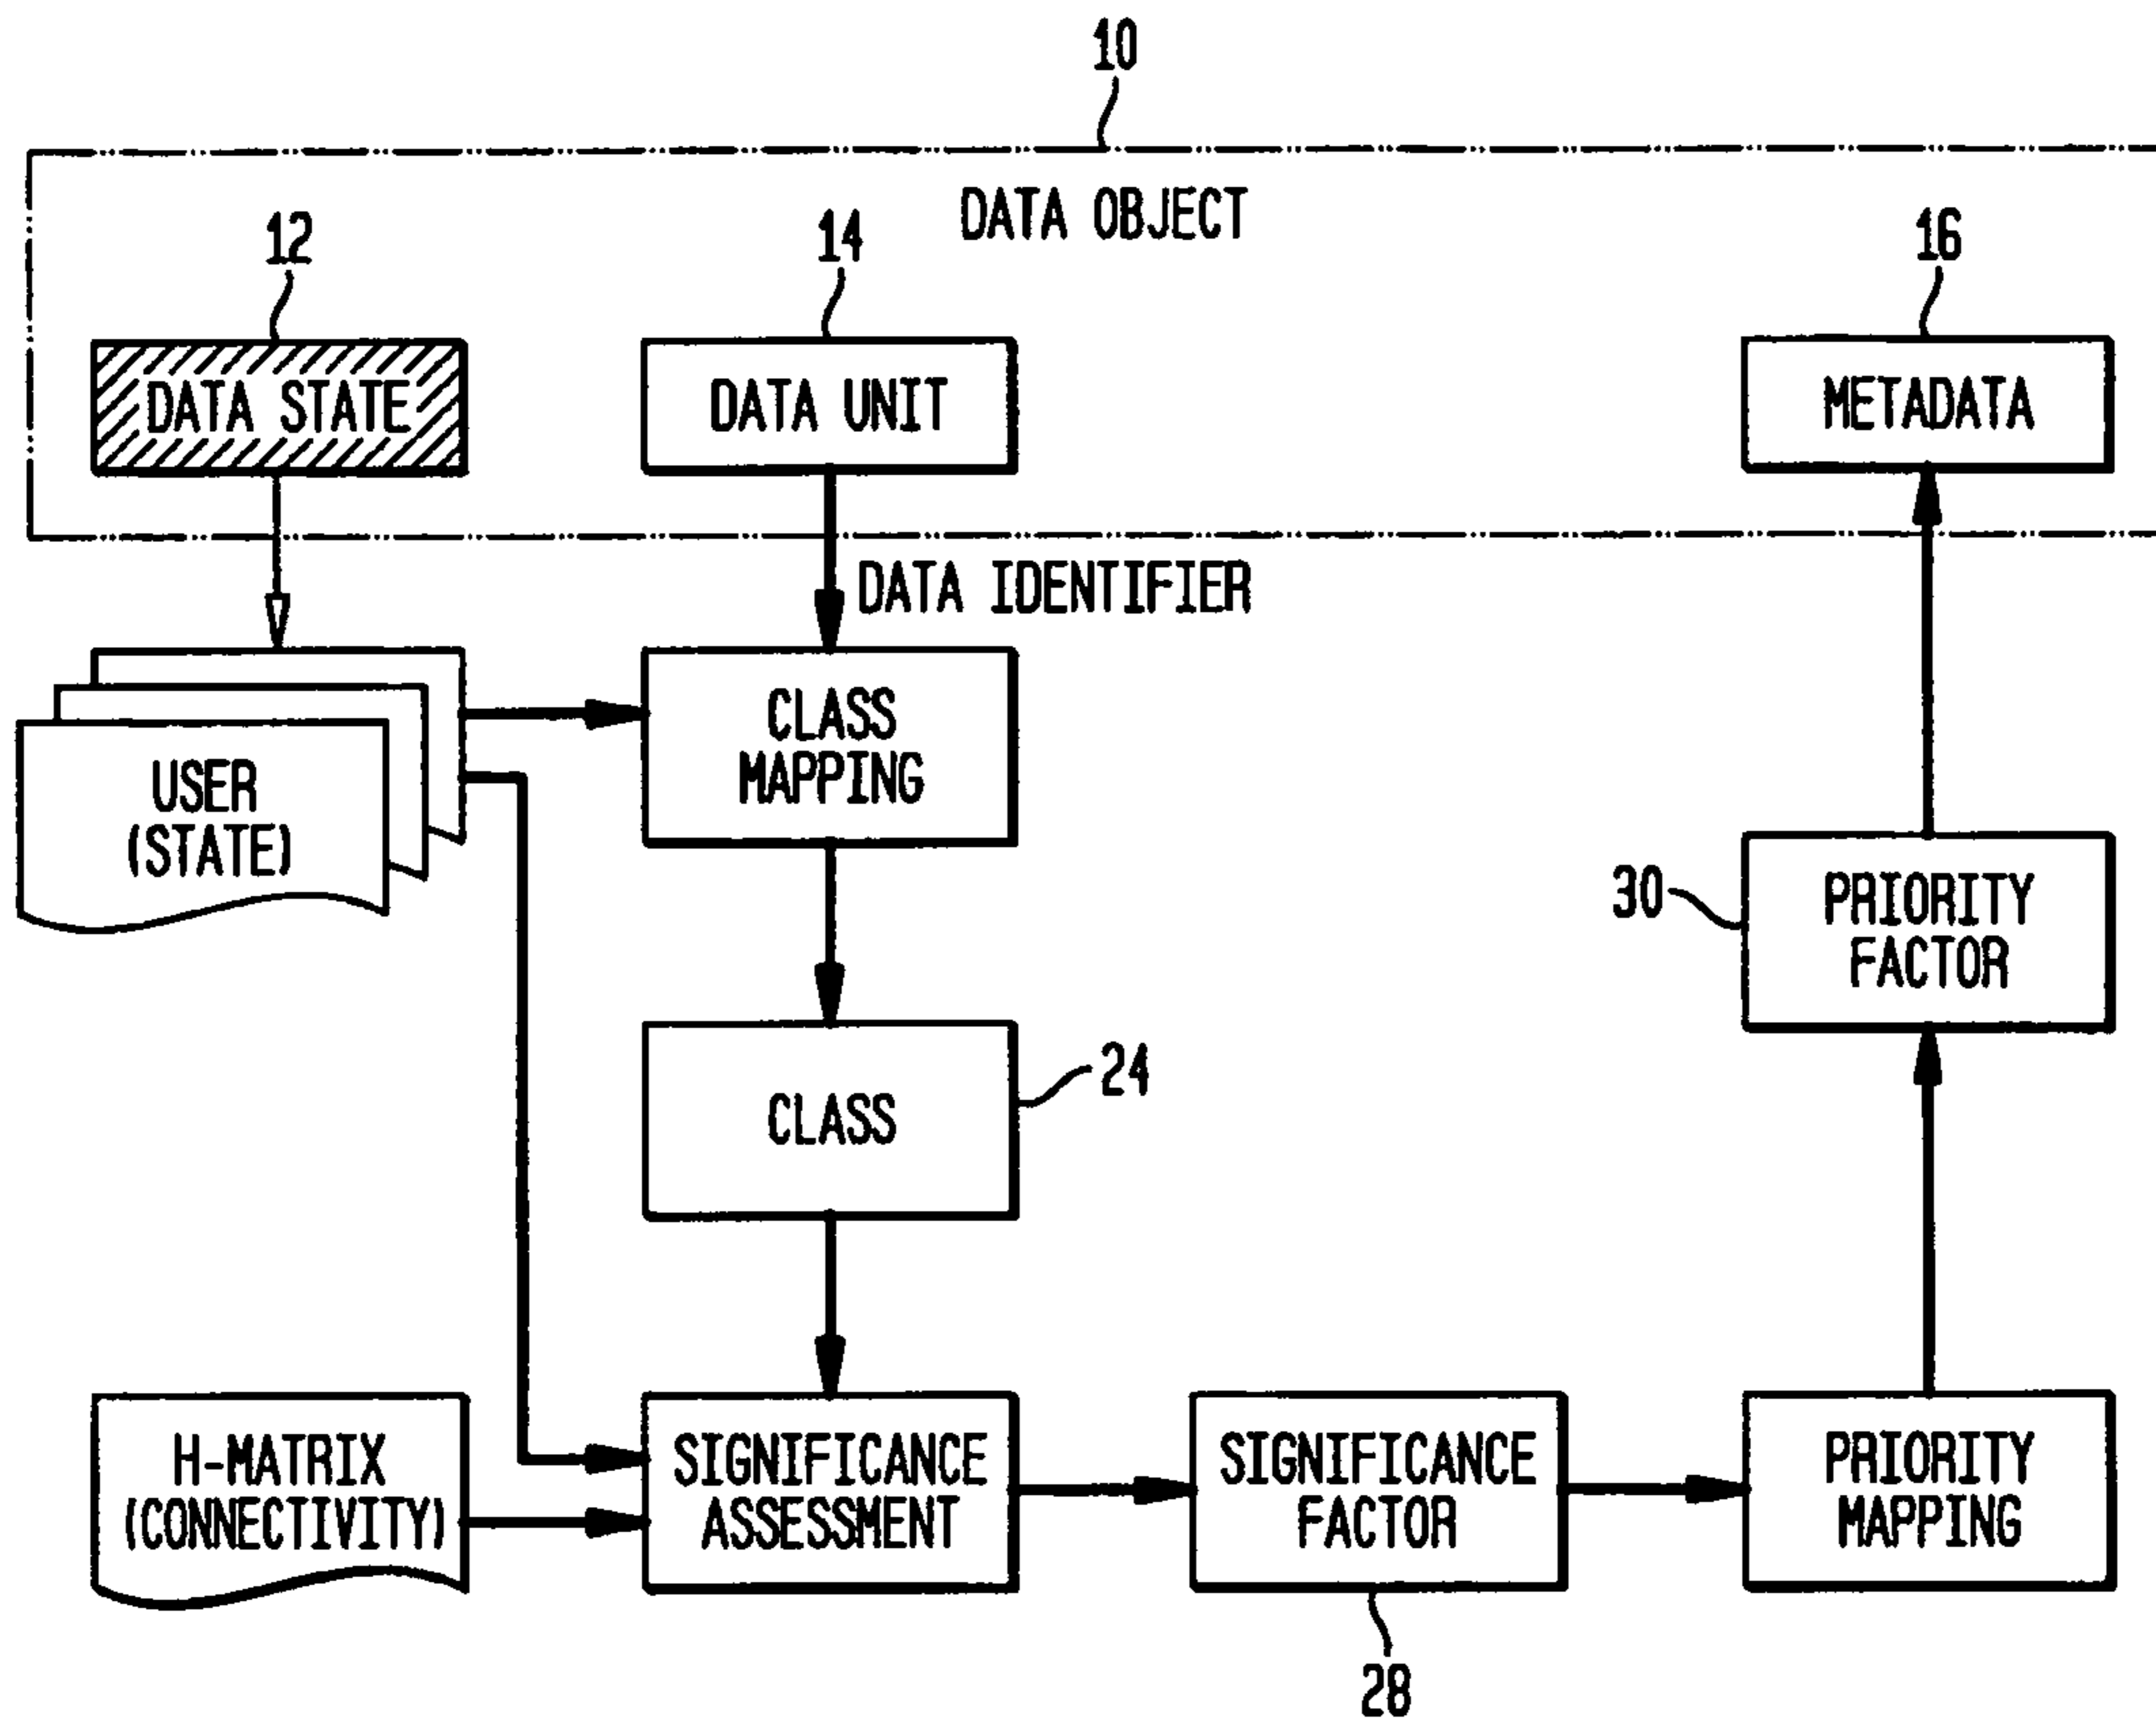 10
DATA OBJECT
12
14
16
DATA STATE
DATA UNIT
METADATA
DATA IDENTIFIER
USER
(STATE)
CLASS
MAPPING
30
PRIORITY
FACTOR
CLASS
24
H-MATRIX
(CONNECTIVITY)
SIGNIFICANCE
ASSESSMENT
SIGNIFICANCE
FACTOR
PRIORITY
MAPPING
28